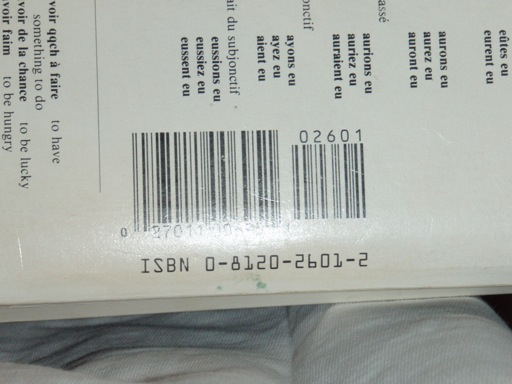 eûtes eu
eurent eu
aurons eu
aurez eu
auront eu
assé
aurions eu
auriez eu
auraient eu
onctif
ayons eu
ayez eu
aient eu
ait du subjonctif
eussions eu
eussiez eu
eussent eu
voir qqch à faire to have
something to do
voir de la chance to be lucky
voir faim to be hungry
02601
0 27011
ISBN 0-8120-2601-2